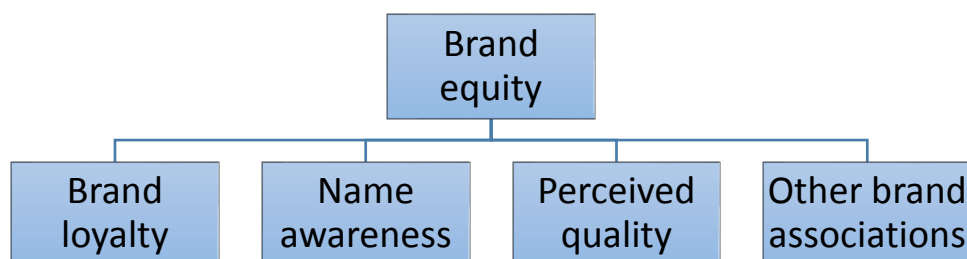 Brand
equity
Brand
loyalty
Name
awareness
Perceived
quality
Other brand
associations